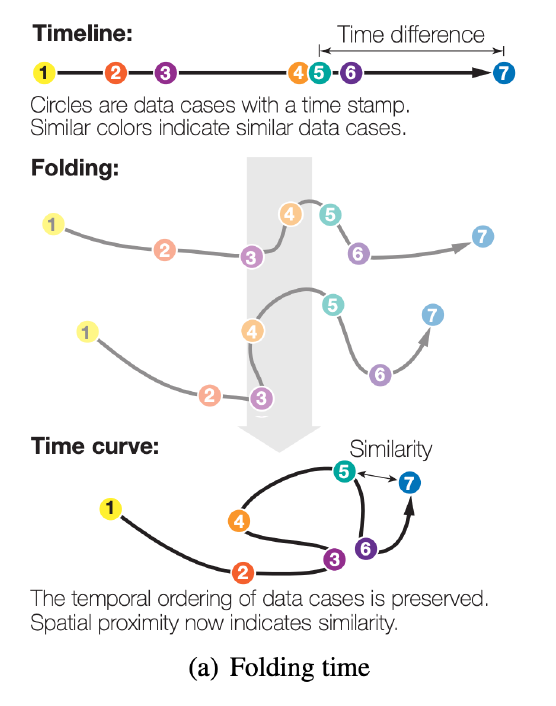 Timeline:
Time difference
1 2 3 4 5 6 7
Circles are data cases with a time stamp.
Similar colors indicate similar data cases.
Folding:
1 2 3 4 5 6 7
1 2 3 4 5 6 7
Time curve:
Similarity
1 2 3 4 5 6 7
The temporal ordering of data cases is preserved.
Spatial proximity now indicates similarity.
(a) Folding time